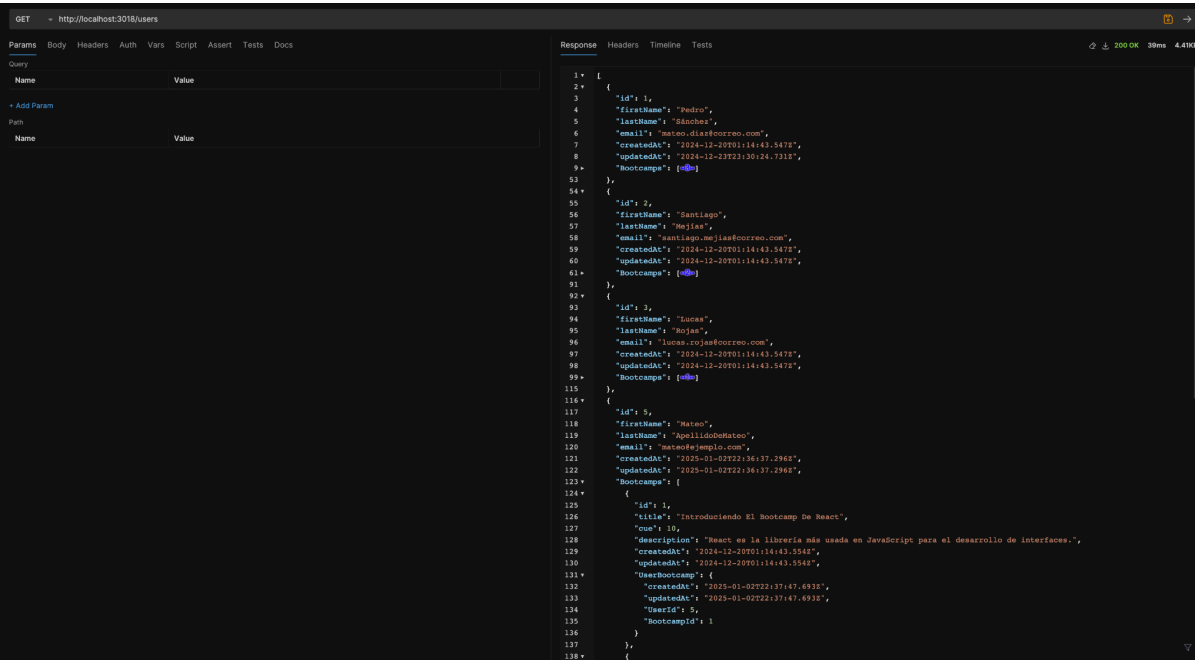 GET http://localhost:3018/users
Params Body Headers Auth Vars Script Assert Tests Docs
Query
Name Value
+ Add Param
Path
Name Value
Response Headers Timeline Tests 200 OK 39ms 4.41K
1 [
2 {
3 "id": 1,
4 "firstName": "Pedro",
5 "lastName": "Sánchez",
6 "email": "mateo.diaz@correo.com",
7 "createdAt": "2024-12-20T01:14:43.547Z",
8 "updatedAt": "2024-12-23T23:30:24.731Z",
9 "Bootcamps": [↔]
53 },
54 {
55 "id": 2,
56 "firstName": "Santiago",
57 "lastName": "Mejías",
58 "email": "santiago.mejias@correo.com",
59 "createdAt": "2024-12-20T01:14:43.547Z",
60 "updatedAt": "2024-12-20T01:14:43.547Z",
61 "Bootcamps": [↔]
91 },
92 {
93 "id": 3,
94 "firstName": "Lucas",
95 "lastName": "Rojas",
96 "email": "lucas.rojas@correo.com",
97 "createdAt": "2024-12-20T01:14:43.547Z",
98 "updatedAt": "2024-12-20T01:14:43.547Z",
99 "Bootcamps": [↔]
115 },
116 {
117 "id": 5,
118 "firstName": "Mateo",
119 "lastName": "ApellidoDeMateo",
120 "email": "mateo@ejemplo.com",
121 "createdAt": "2025-01-02T22:36:37.296Z",
122 "updatedAt": "2025-01-02T22:36:37.296Z",
123 "Bootcamps": [
124 {
125 "id": 1,
126 "title": "Introduciendo El Bootcamp De React",
127 "cue": 10,
128 "description": "React es la librería más usada en JavaScript para el desarrollo de interfaces.",
129 "createdAt": "2024-12-20T01:14:43.554Z",
130 "updatedAt": "2024-12-20T01:14:43.554Z",
131 "UserBootcamp": {
132 "createdAt": "2025-01-02T22:37:47.693Z",
133 "updatedAt": "2025-01-02T22:37:47.693Z",
134 "UserId": 5,
135 "BootcampId": 1
136 }
137 },
138 {